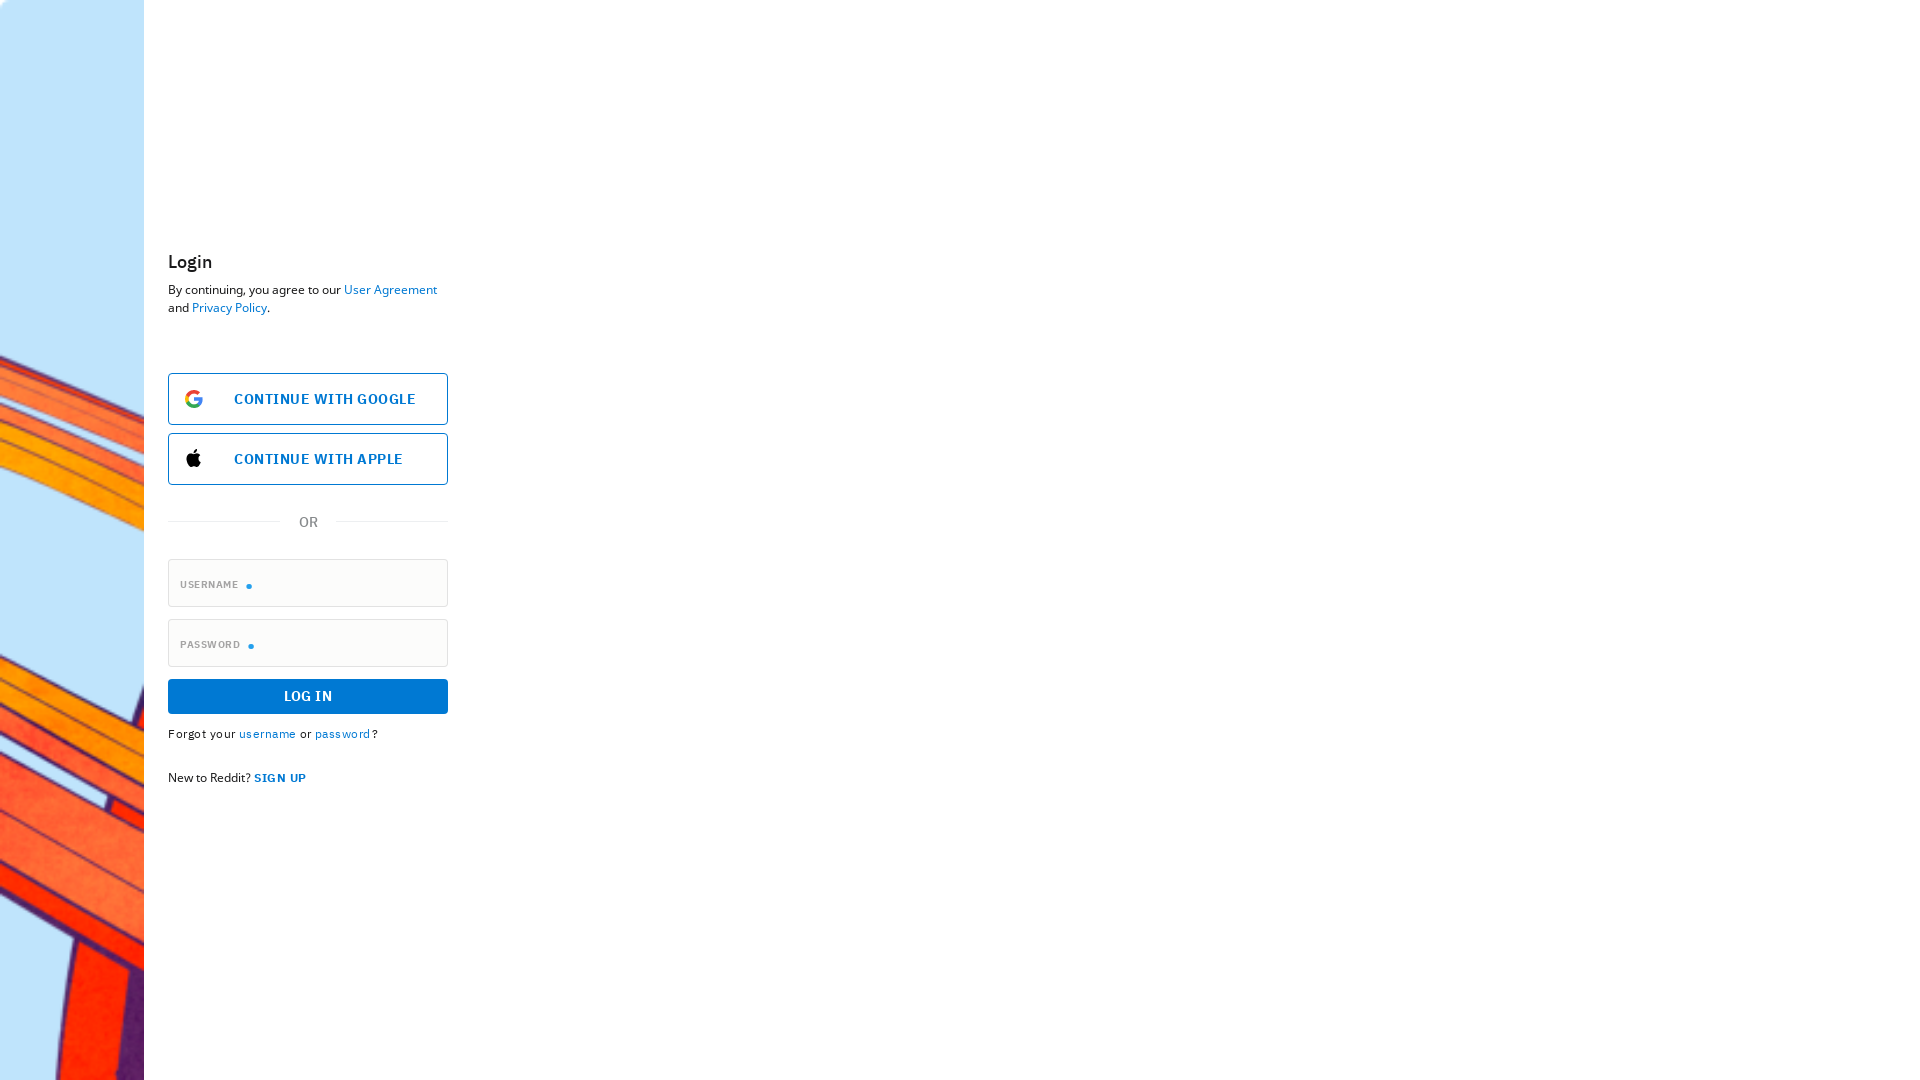 Login
By continuing, you agree to our User Agreement
and Privacy Policy.
CONTINUE WITH GOOGLE
CONTINUE WITH APPLE
OR
USERNAME
PASSWORD
LOG IN
Forgot your username or password?
New to Reddit? SIGN UP